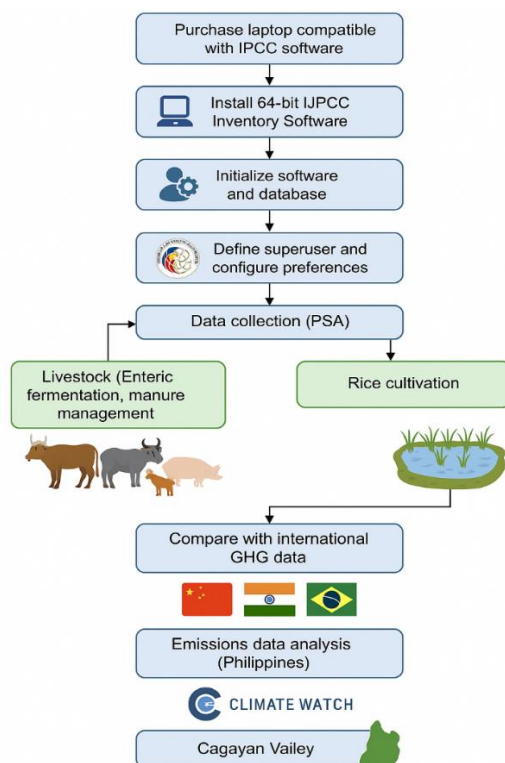 Purchase laptop compatible
with IPCC software
Install 64-bit IJPCC
Inventory Software
Initialize software
and database
Define superuser and
configure preferences
Data collection (PSA)
Livestock (Enteric
fermentation, manure
management
Rice cultivation
Compare with international
GHG data
Emissions data analysis
(Philippines)
CLIMATE WATCH
Cagayan Vailey